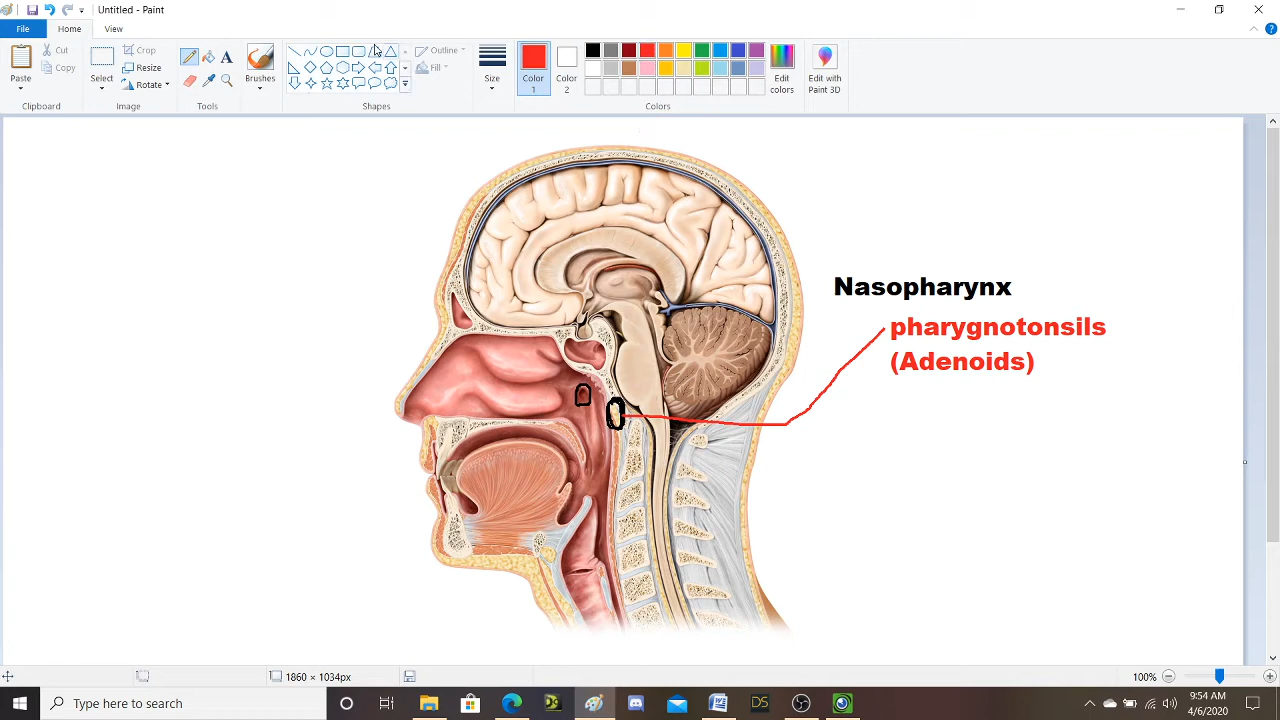 Untitled - Paint
File
Home
View
Paste
Cut
Copy
Clipboard
Select
Crop
Resize
Rotate
Image
Tools
Brushes
Shapes
Outline
Fill
Size
Color 1
Color 2
Edit colors
Colors
Edit with Paint 3D
Nasopharynx
pharygnotonsils
(Adenoids)
1860 × 1034px
100%
Type here to search
DS
9:54 AM
4/6/2020